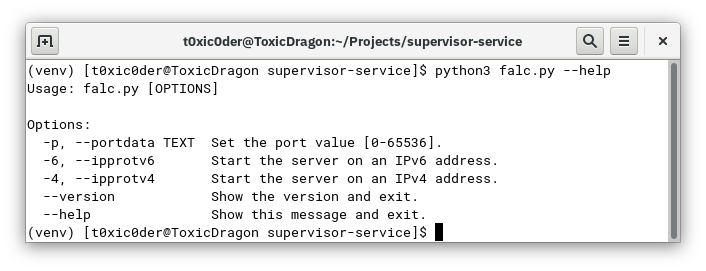 t0xic0der@ToxicDragon:~/Projects/supervisor-service
(venv) [t0xic0der@ToxicDragon supervisor-service]$ python3 falc.py --help
Usage: falc.py [OPTIONS]

Options:
  -p, --portdata TEXT  Set the port value [0-65536].
  -6, --ipprotv6       Start the server on an IPv6 address.
  -4, --ipprotv4       Start the server on an IPv4 address.
  --version            Show the version and exit.
  --help               Show this message and exit.
(venv) [t0xic0der@ToxicDragon supervisor-service]$